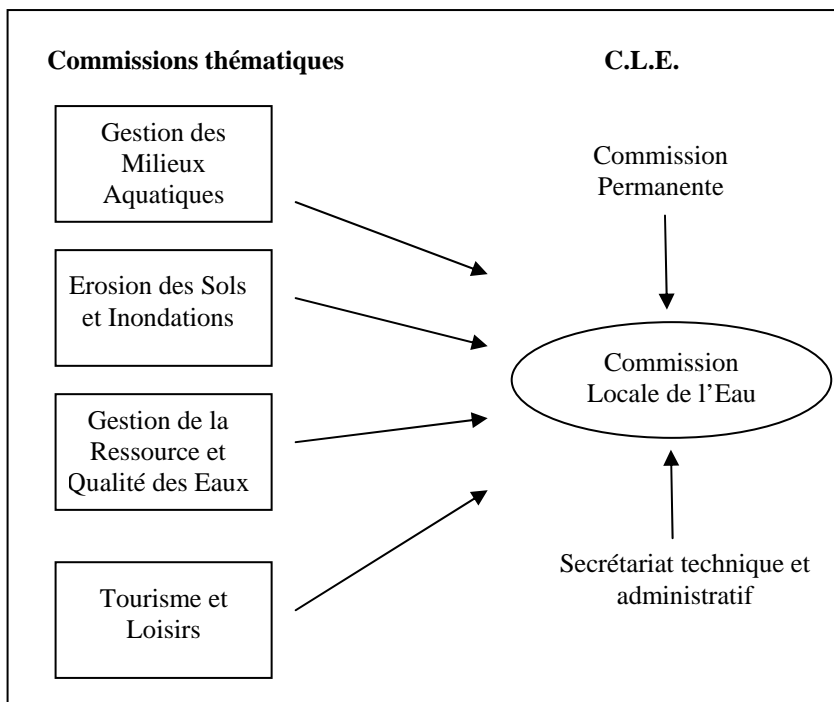 Commissions thématiques
C.L.E.
Gestion des
Milieux
Aquatiques
Erosion des Sols
et Inondations
Gestion de la
Ressource et
Qualité des Eaux
Tourisme et
Loisirs
Commission
Permanente
Commission
Locale de l’Eau
Secrétariat technique et
administratif